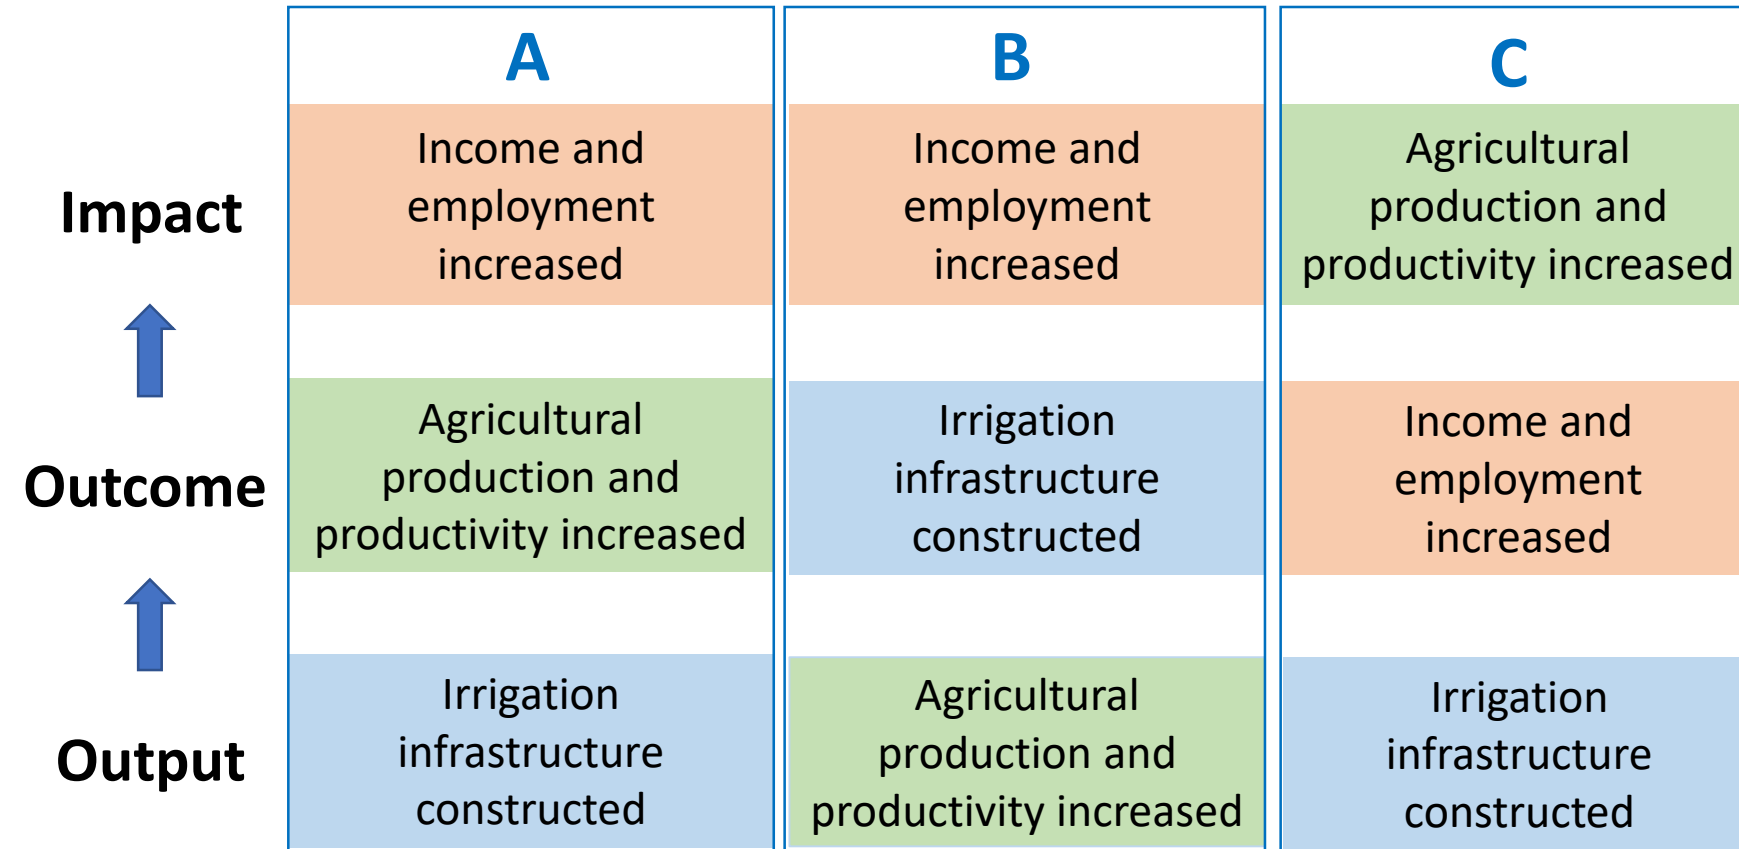 A
B
C
Impact
Income and
employment
increased
Income and
employment
increased
Agricultural
production and
productivity increased
Outcome
Agricultural
production and
productivity increased
Irrigation
infrastructure
constructed
Income and
employment
increased
Output
Irrigation
infrastructure
constructed
Agricultural
production and
productivity increased
Irrigation
infrastructure
constructed